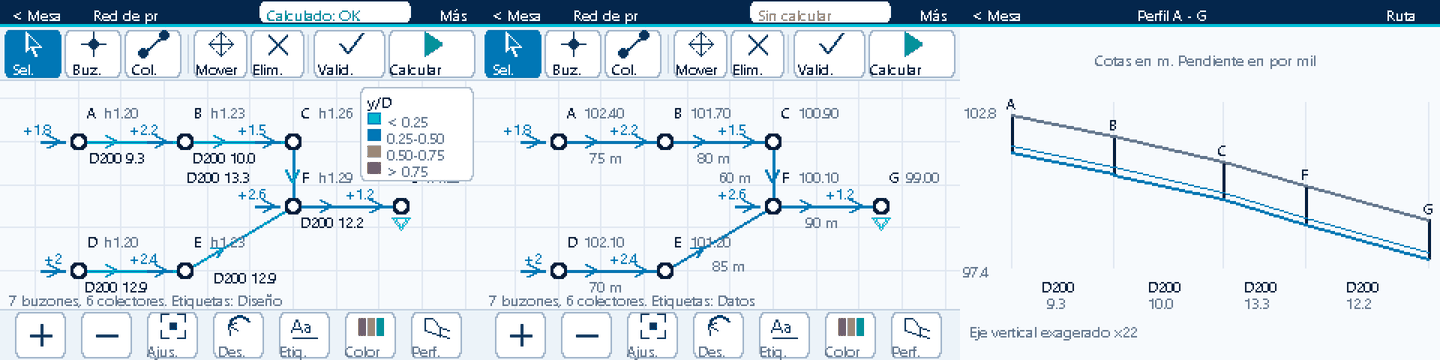 < Mesa Red de pr Calculado: OK Más
Sel. Buz. Col. Mover Elim. Valid. Calcular
y/D
< 0.25
0.25-0.50
0.50-0.75
> 0.75
A h1.20 B h1.23 C h1.26
+1.8 +2.2 +1.5
D200 9.3 D200 10.0
D200 13.3 F h1.29
+2.6 +1.2
D200 12.2
D h1.20 E h1.23
+2 +2.4
D200 12.9 D200 12.9
7 buzones, 6 colectores. Etiquetas: Diseño
Ajus. Des. Etiq. Color Perf.
< Mesa Red de pr Sin calcular Más
Sel. Buz. Col. Mover Elim. Valid. Calcular
A 102.40 B 101.70 C 100.90
+1.8 +2.2 +1.5
75 m 80 m
60 m F 100.10 G 99.00
+2.6 +1.2
90 m
D 102.10 E 101.20
+2 +2.4 85 m
70 m
7 buzones, 6 colectores. Etiquetas: Datos
Ajus. Des. Etiq. Color Perf.
< Mesa Perfil A - G Ruta
Cotas en m. Pendiente en por mil
102.8 A
B
C
F
G
97.4
D200 D200 D200 D200
9.3 10.0 13.3 12.2
Eje vertical exagerado x22